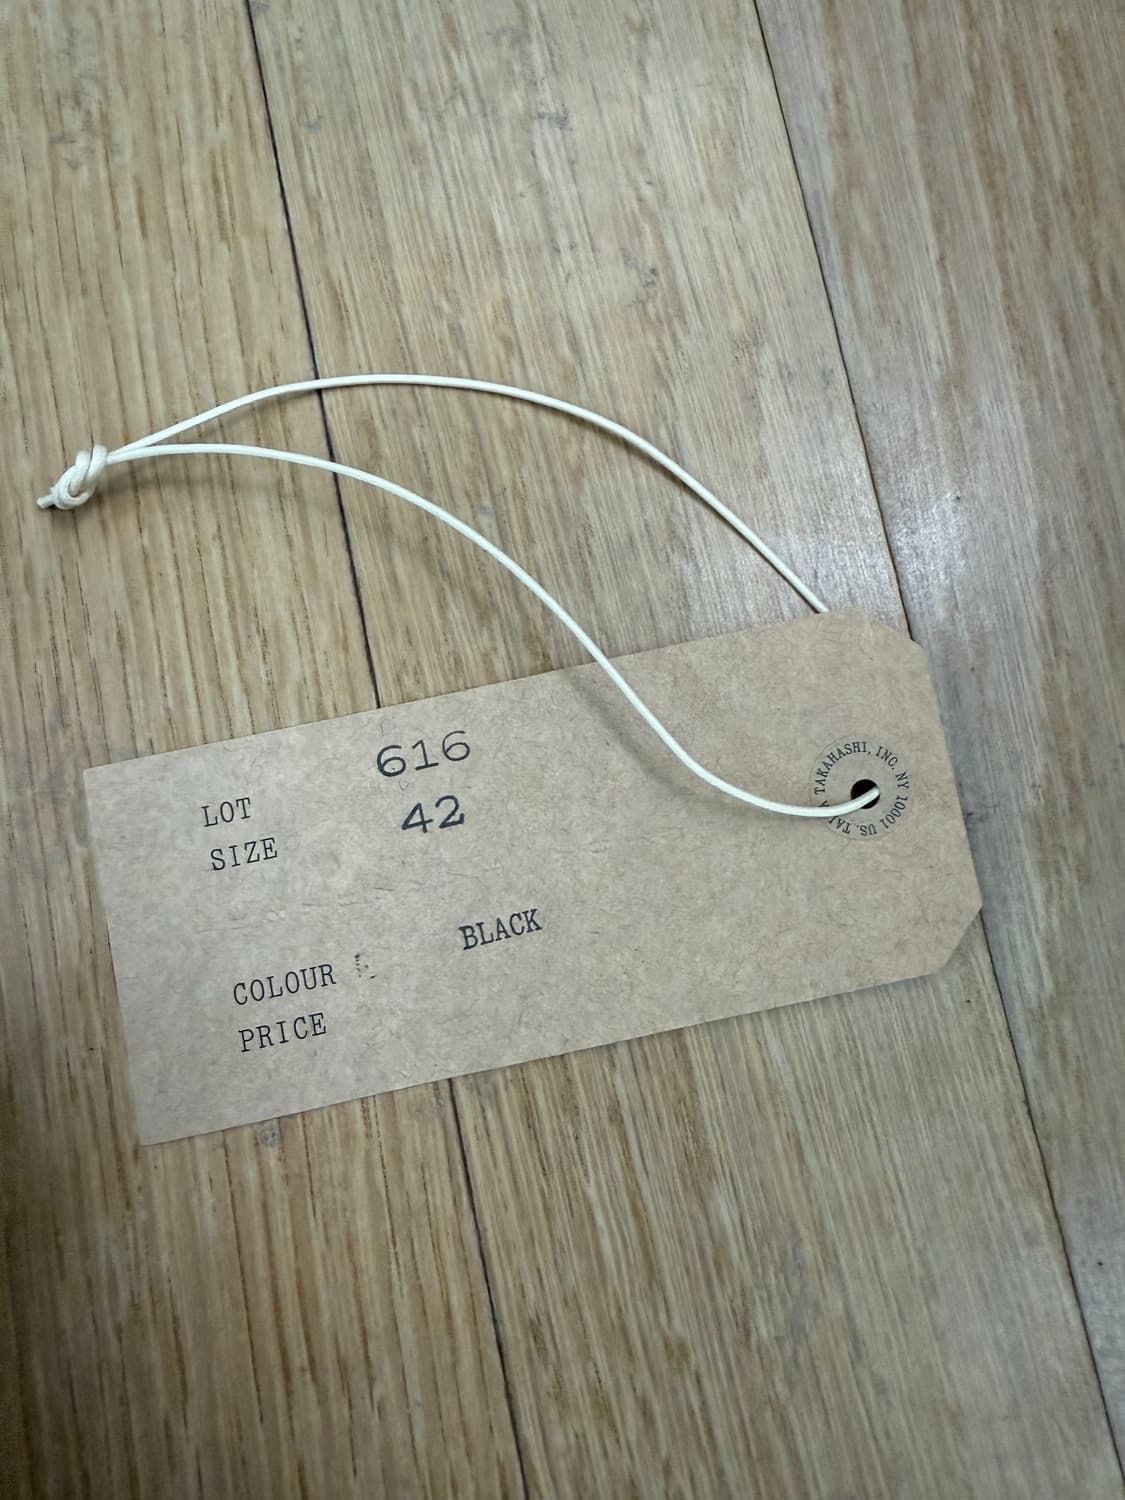 616
LOT
42
SIZE
BLACK
COLOUR
PRICE
TAKAHASHI, INC. NY 10001 US.